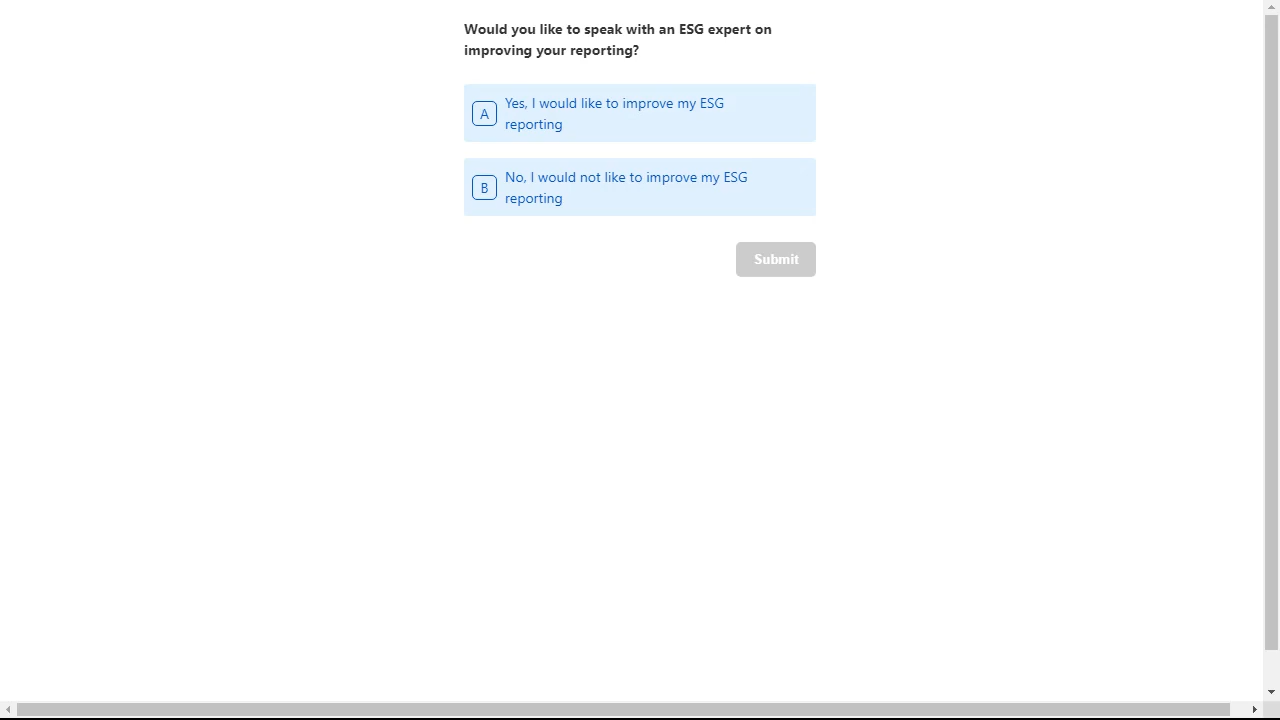 Would you like to speak with an ESG expert on
improving your reporting?
A
Yes, I would like to improve my ESG
reporting
B
No, I would not like to improve my ESG
reporting
Submit